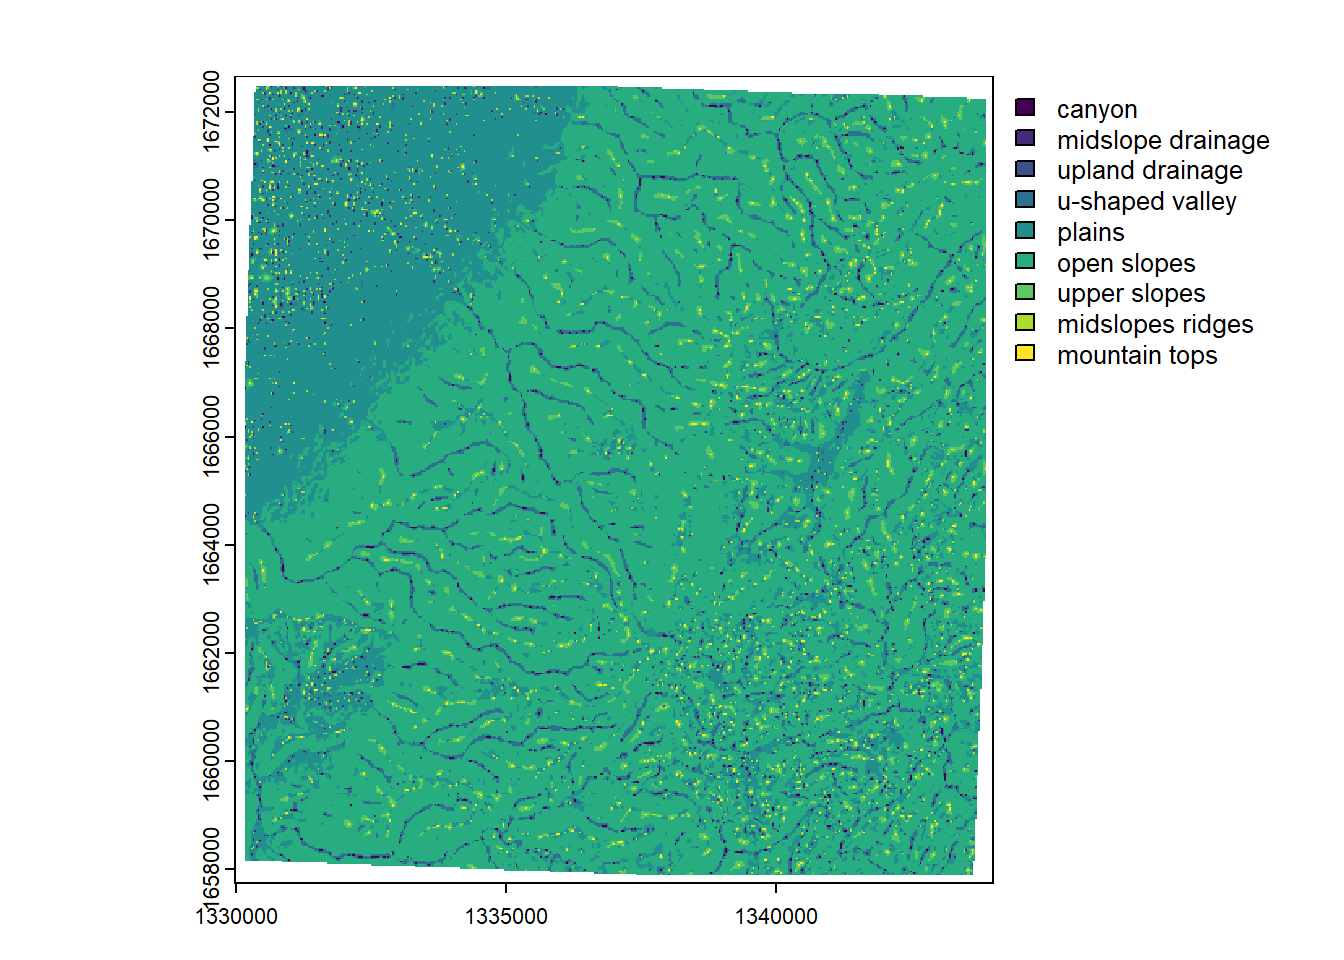 1672000
1670000
1668000
1666000
1664000
1662000
1660000
1658000
1330000
1335000
1340000
canyon
midslope drainage
upland drainage
u-shaped valley
plains
open slopes
upper slopes
midslopes ridges
mountain tops